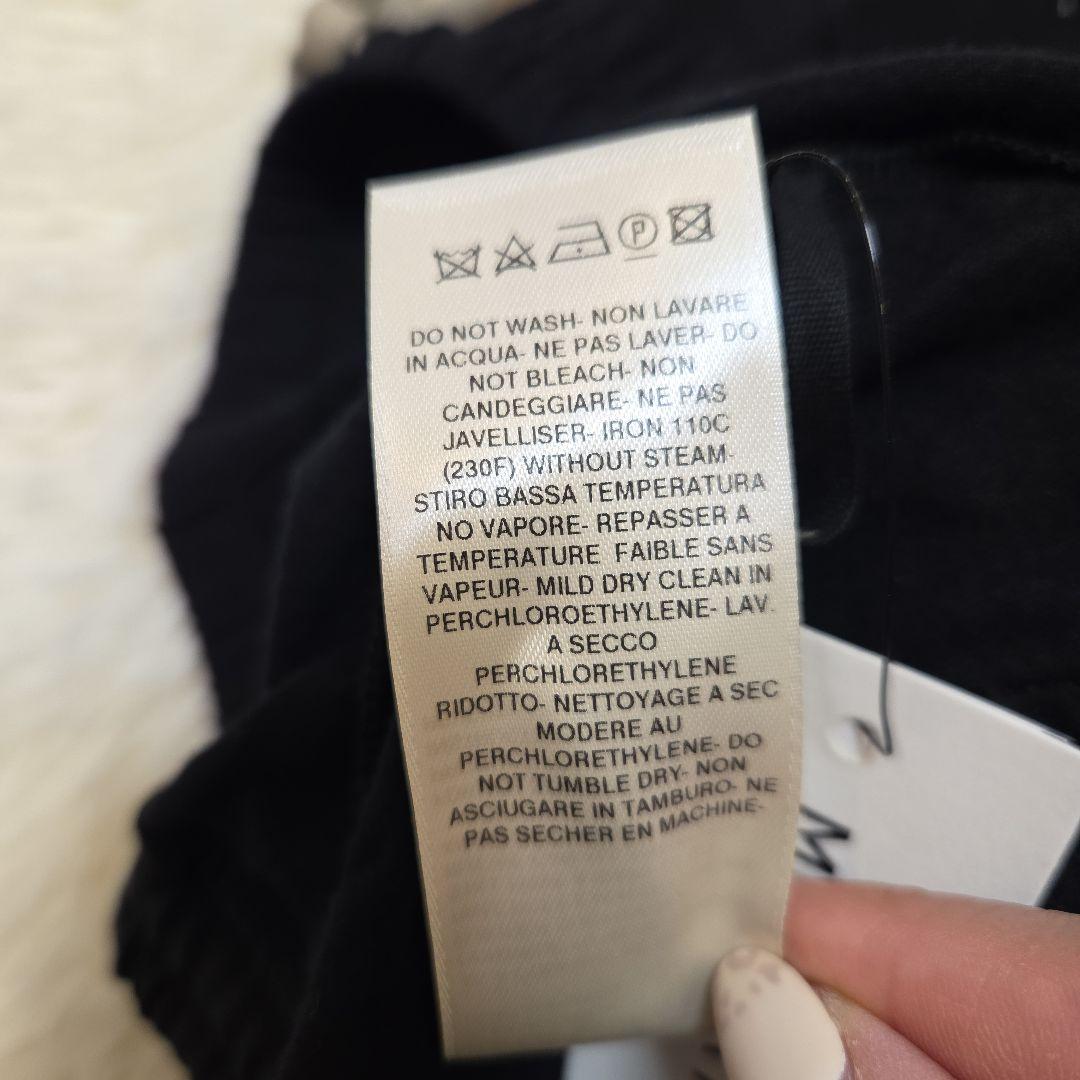 P
DO NOT WASH- NON LAVARE
IN ACQUA- NE PAS LAVER- DO
NOT BLEACH- NON
CANDEGGIARE- NE PAS
JAVELLISER- IRON 110C
(230F) WITHOUT STEAM-
STIRO BASSA TEMPERATURA
NO VAPORE- REPASSER A
TEMPERATURE FAIBLE SANS
VAPEUR- MILD DRY CLEAN IN
PERCHLOROETHYLENE- LAV.
A SECCO
PERCHLORETHYLENE
RIDOTTO- NETTOYAGE A SEC
MODERE AU
PERCHLORETHYLENE- DO
NOT TUMBLE DRY- NON
ASCIUGARE IN TAMBURO- NE
PAS SECHER EN MACHINE-
M